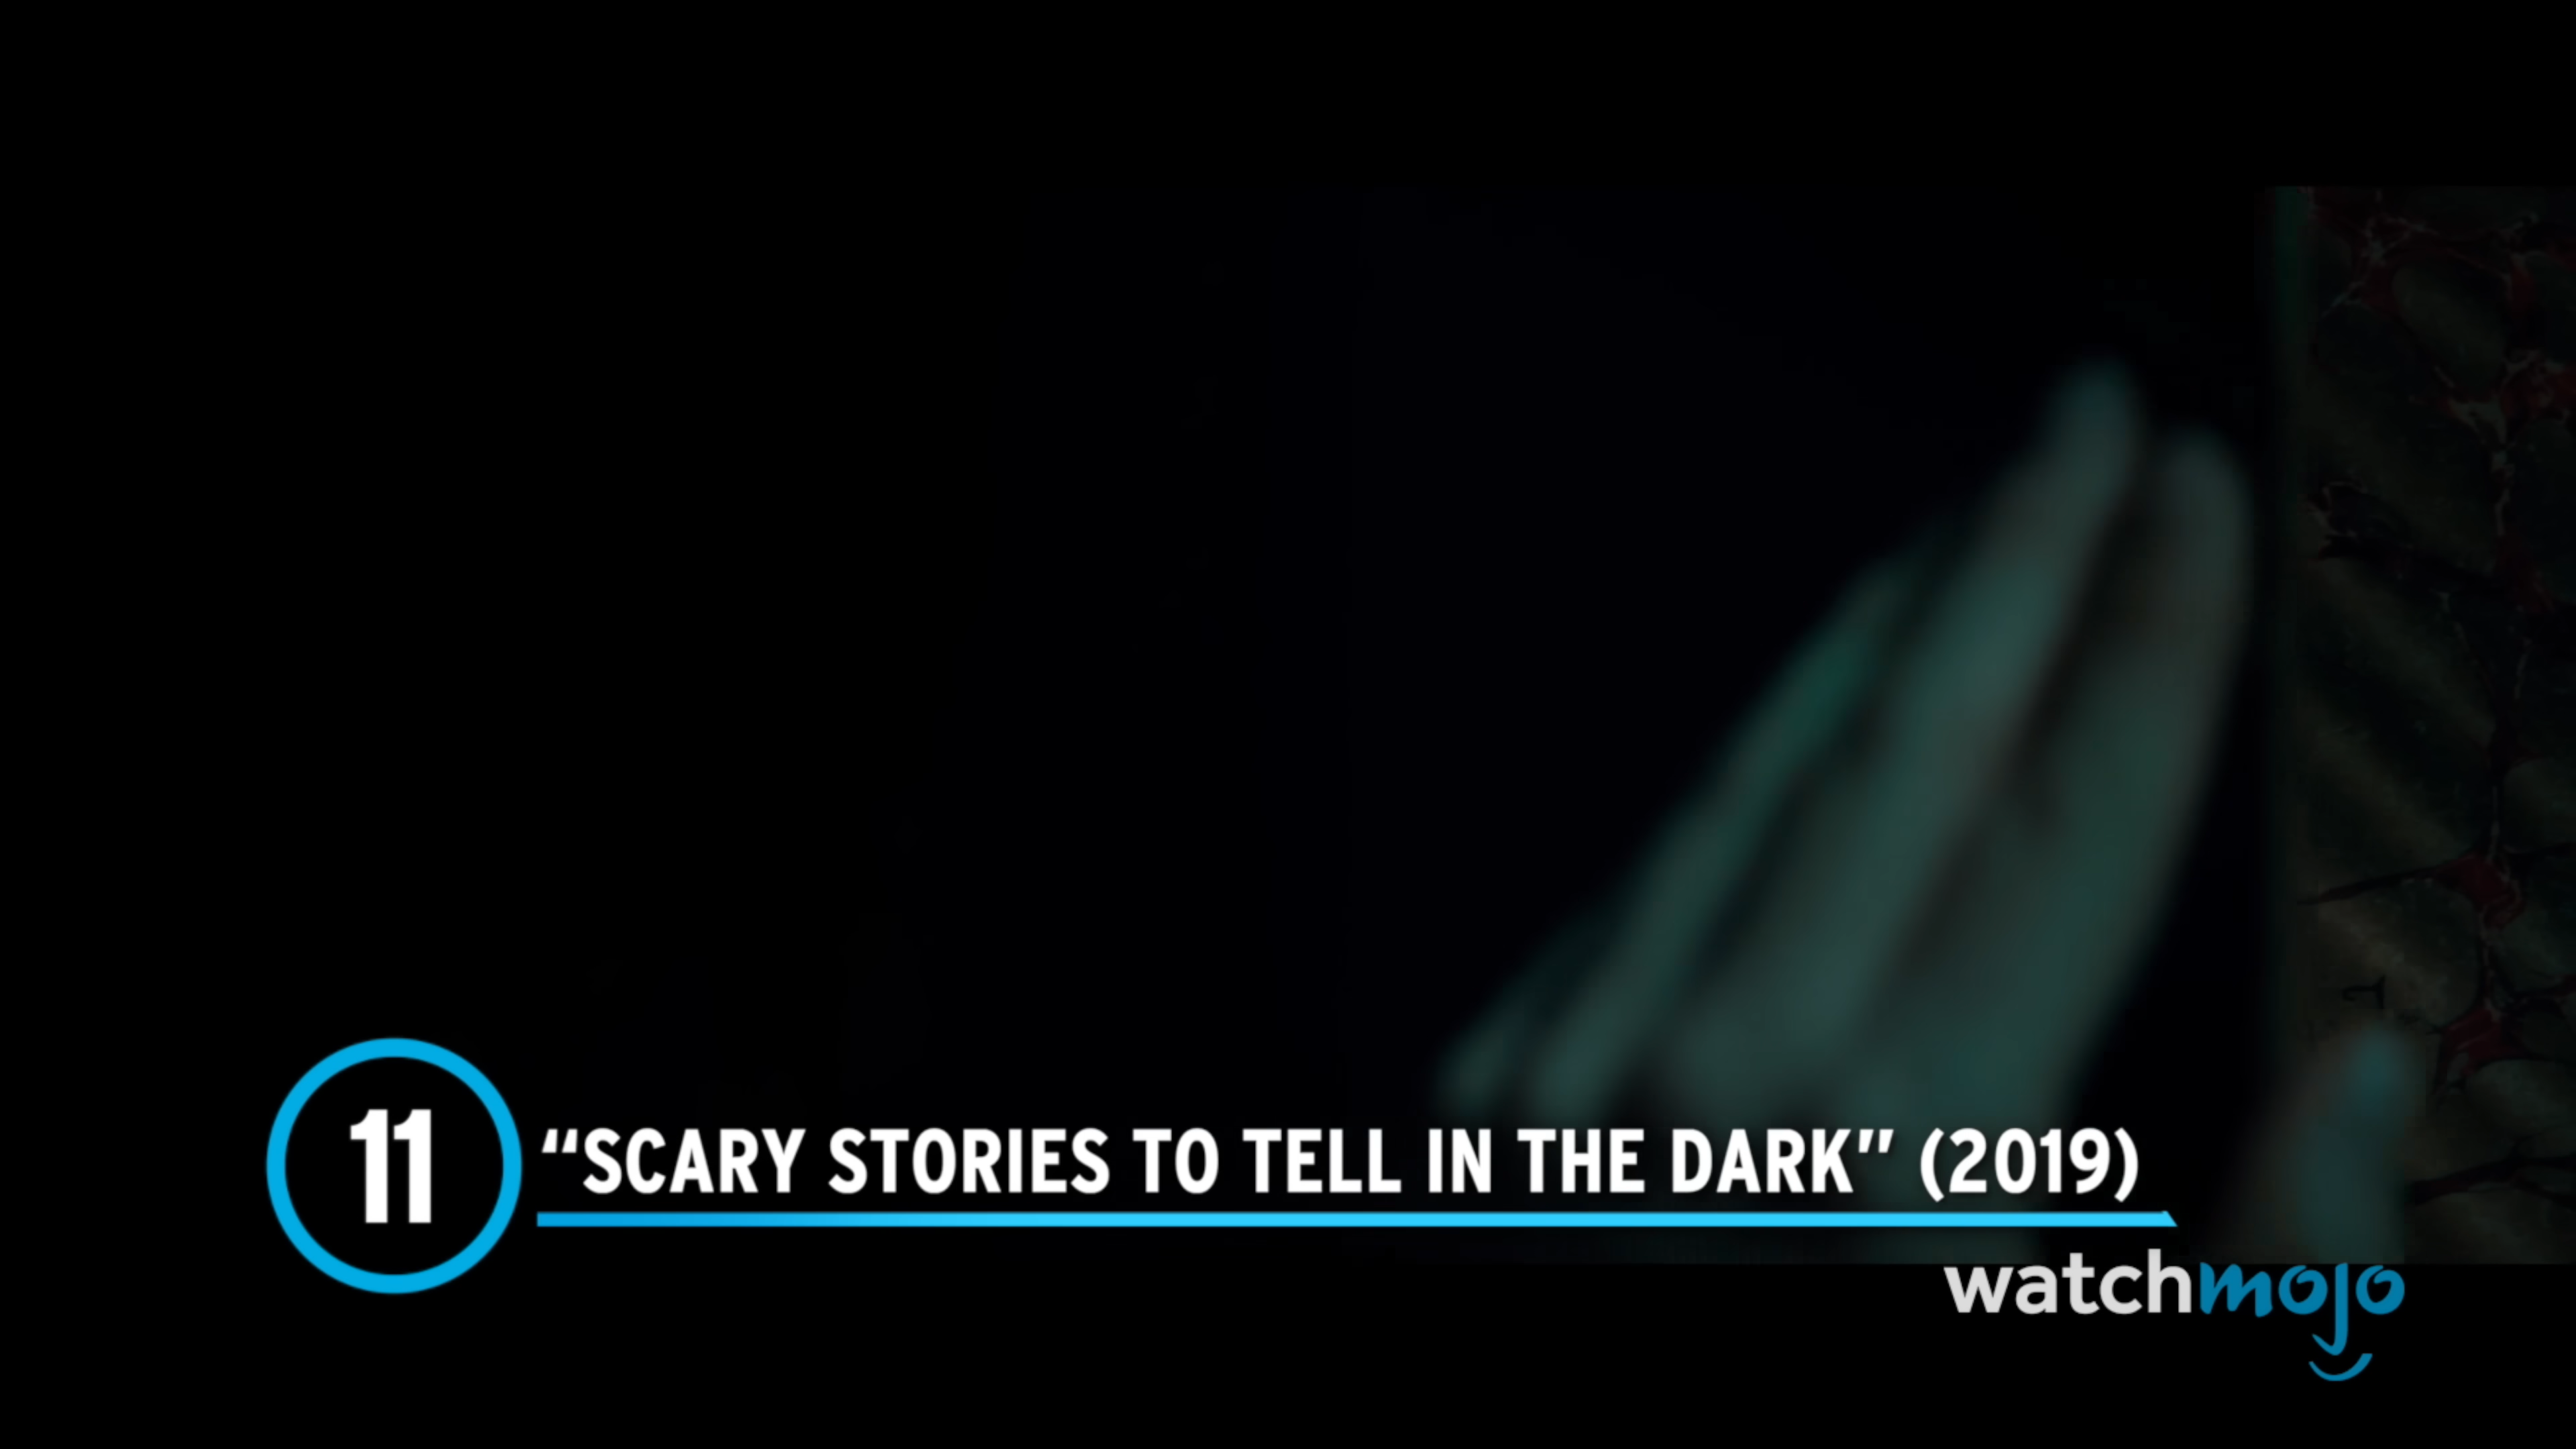 11
“SCARY STORIES TO TELL IN THE DARK” (2019)
watchmojo